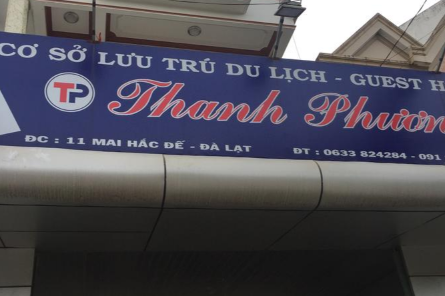 CƠ SỞ LƯU TRÚ DU LỊCH - GUEST H
TP Thanh Phươn
ĐC : 11 MAI HẮC ĐẾ - ĐÀ LẠT ĐT : 0633 824284 - 091